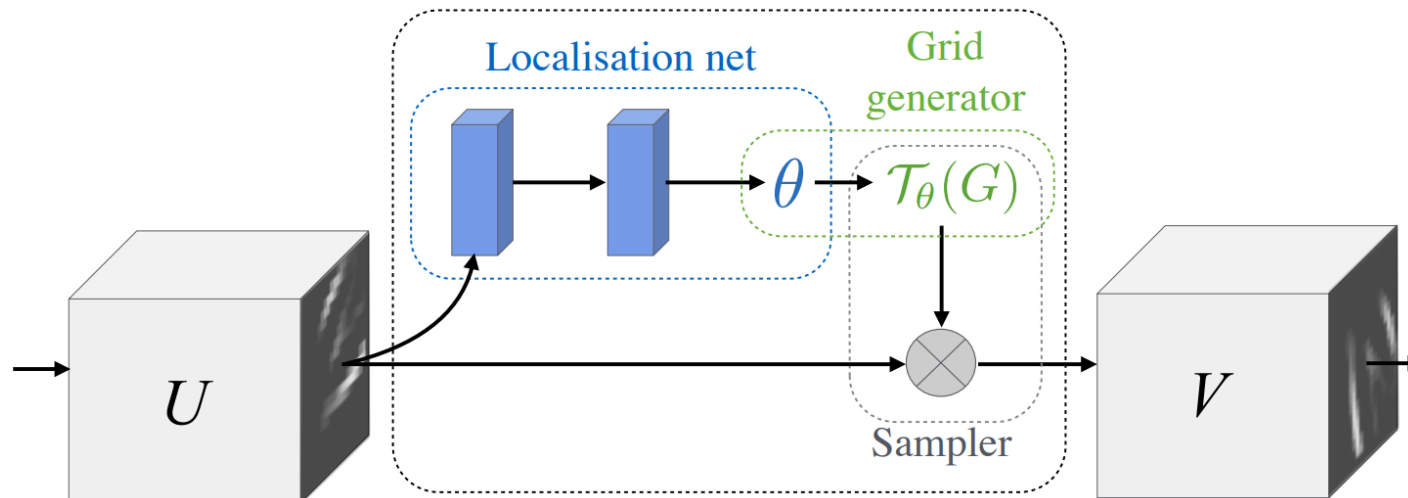 Localisation net
Grid
generator
θ
𝒯θ(G)
U
V
Sampler